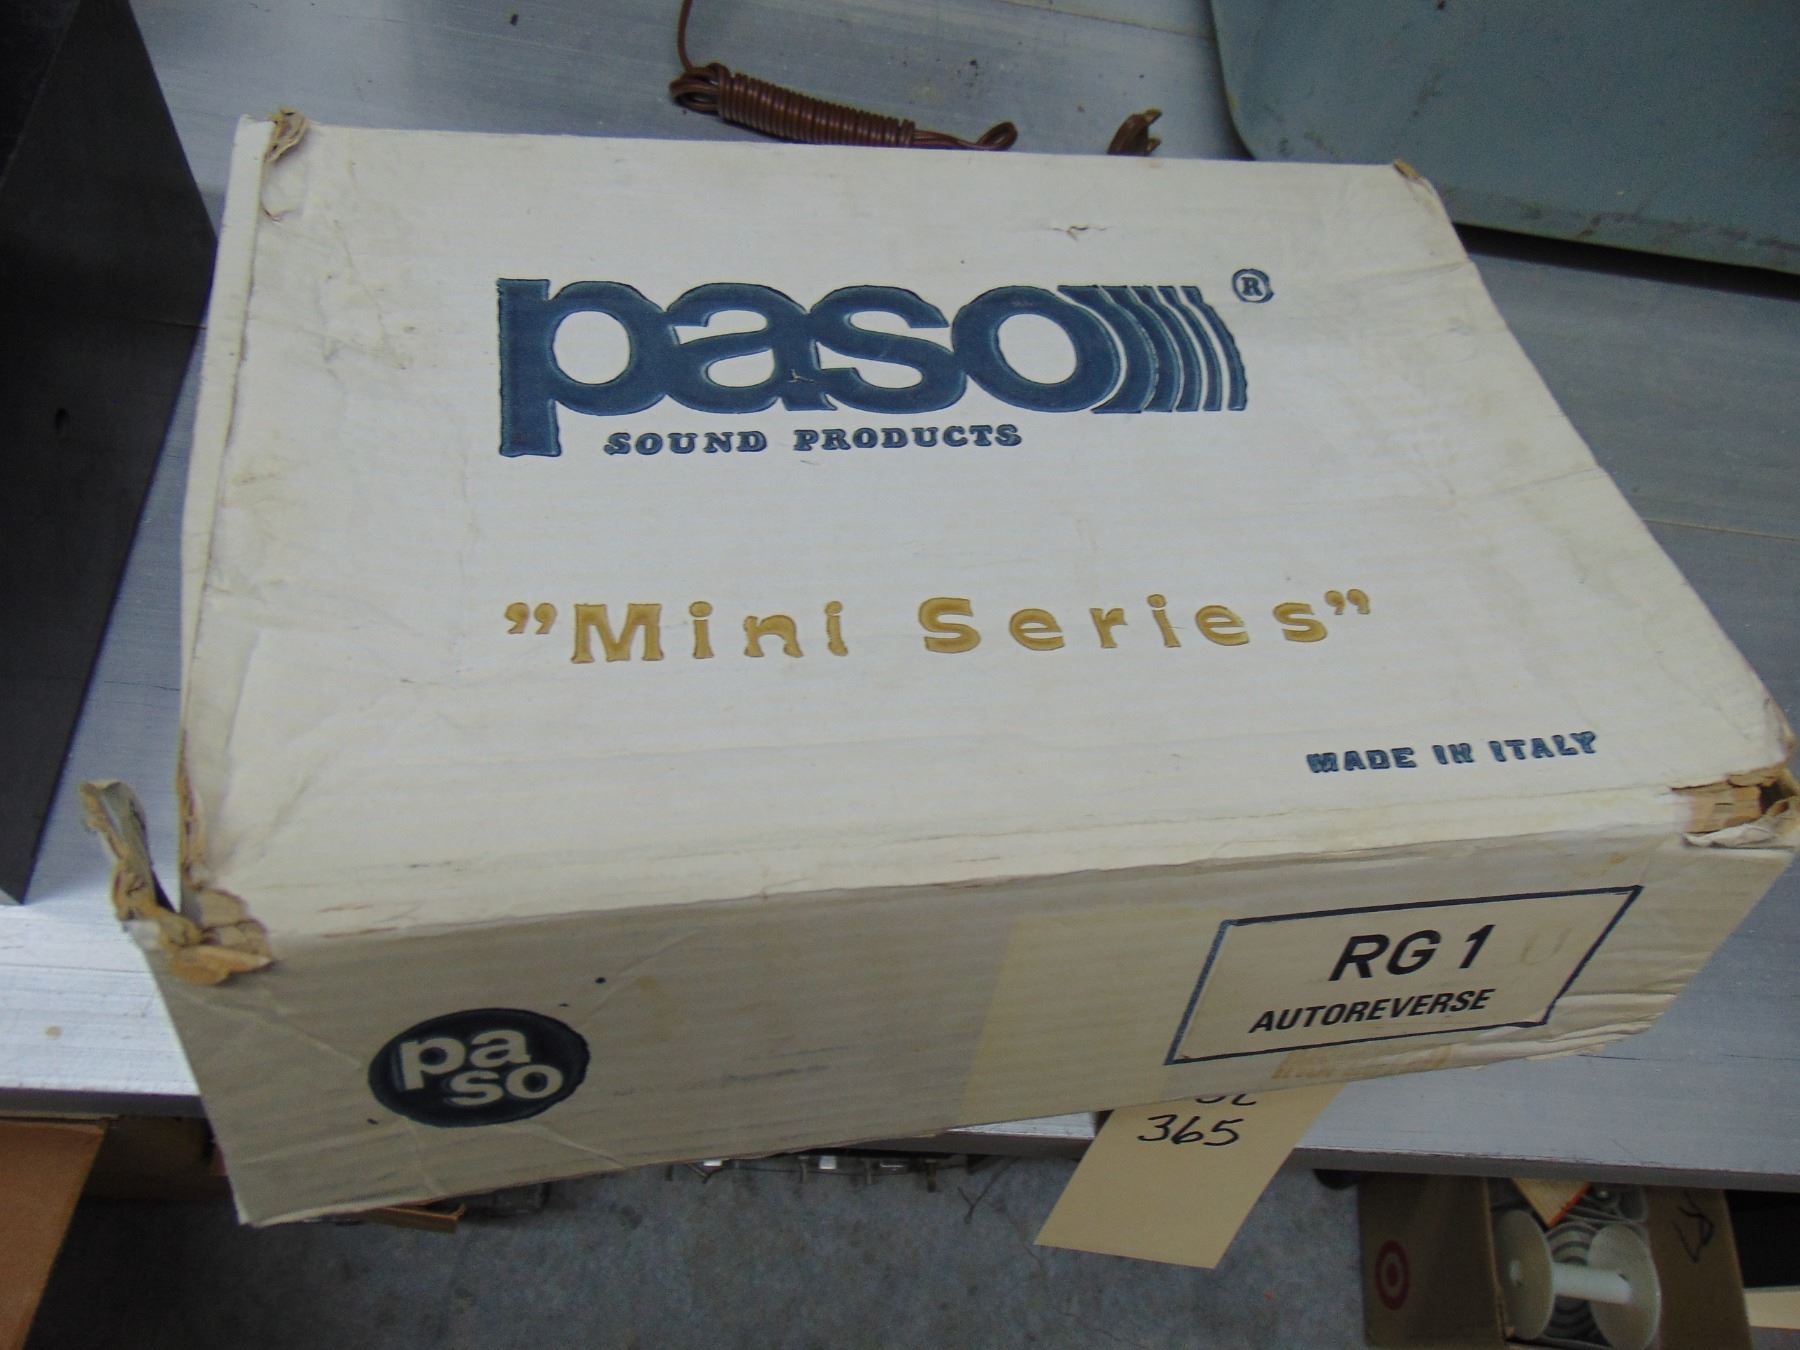 paso ®
SOUND PRODUCTS
”Mini Series”
MADE IN ITALY
RG 1
AUTOREVERSE
pa
so
365